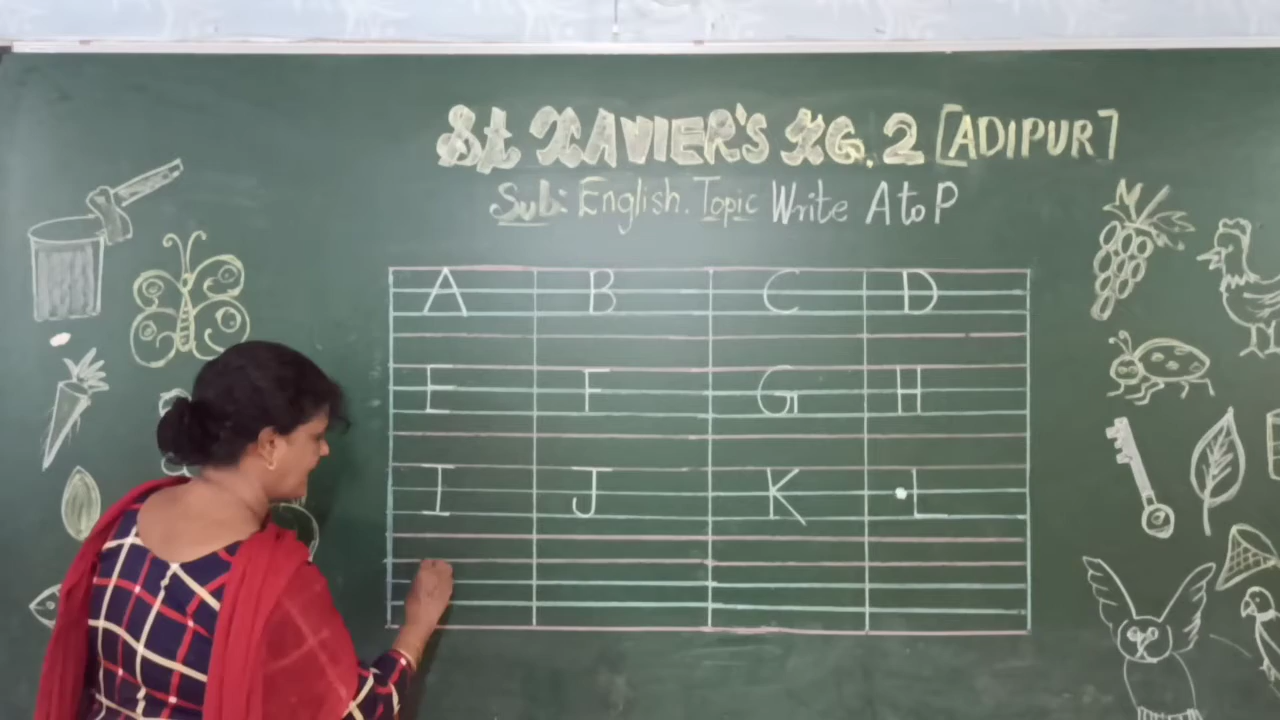 St. XAVIER'S KG. 2 [ADIPUR]
Sub: English. Topic Write A to P
A B C D
E F G H
I J K L